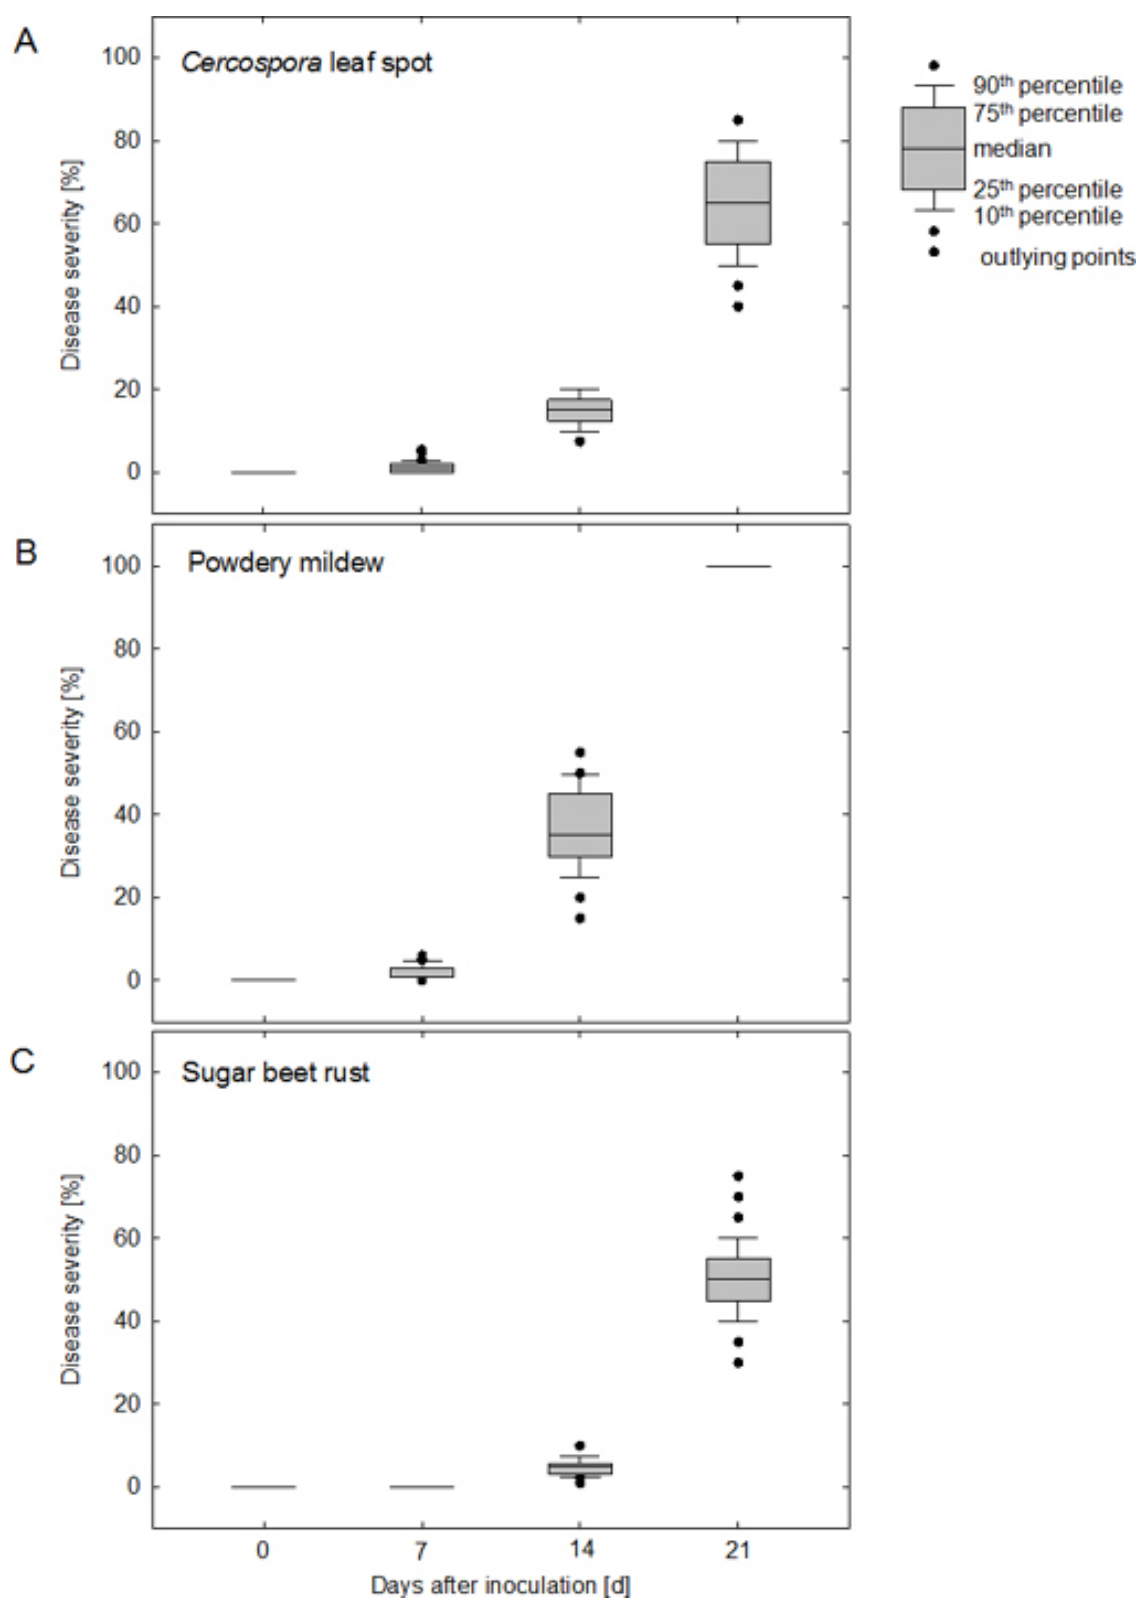 A
Cercospora leaf spot
100
80
60
40
20
0
Disease severity [%]
90th percentile
75th percentile
median
25th percentile
10th percentile
outlying points
B
Powdery mildew
100
80
60
40
20
0
Disease severity [%]
C
Sugar beet rust
100
80
60
40
20
0
Disease severity [%]
0 7 14 21
Days after inoculation [d]